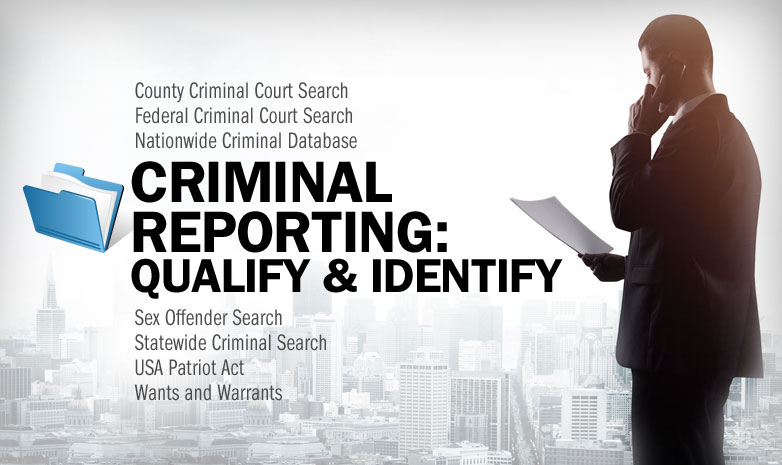 County Criminal Court Search
Federal Criminal Court Search
Nationwide Criminal Database
CRIMINAL
REPORTING:
QUALIFY & IDENTIFY
Sex Offender Search
Statewide Criminal Search
USA Patriot Act
Wants and Warrants